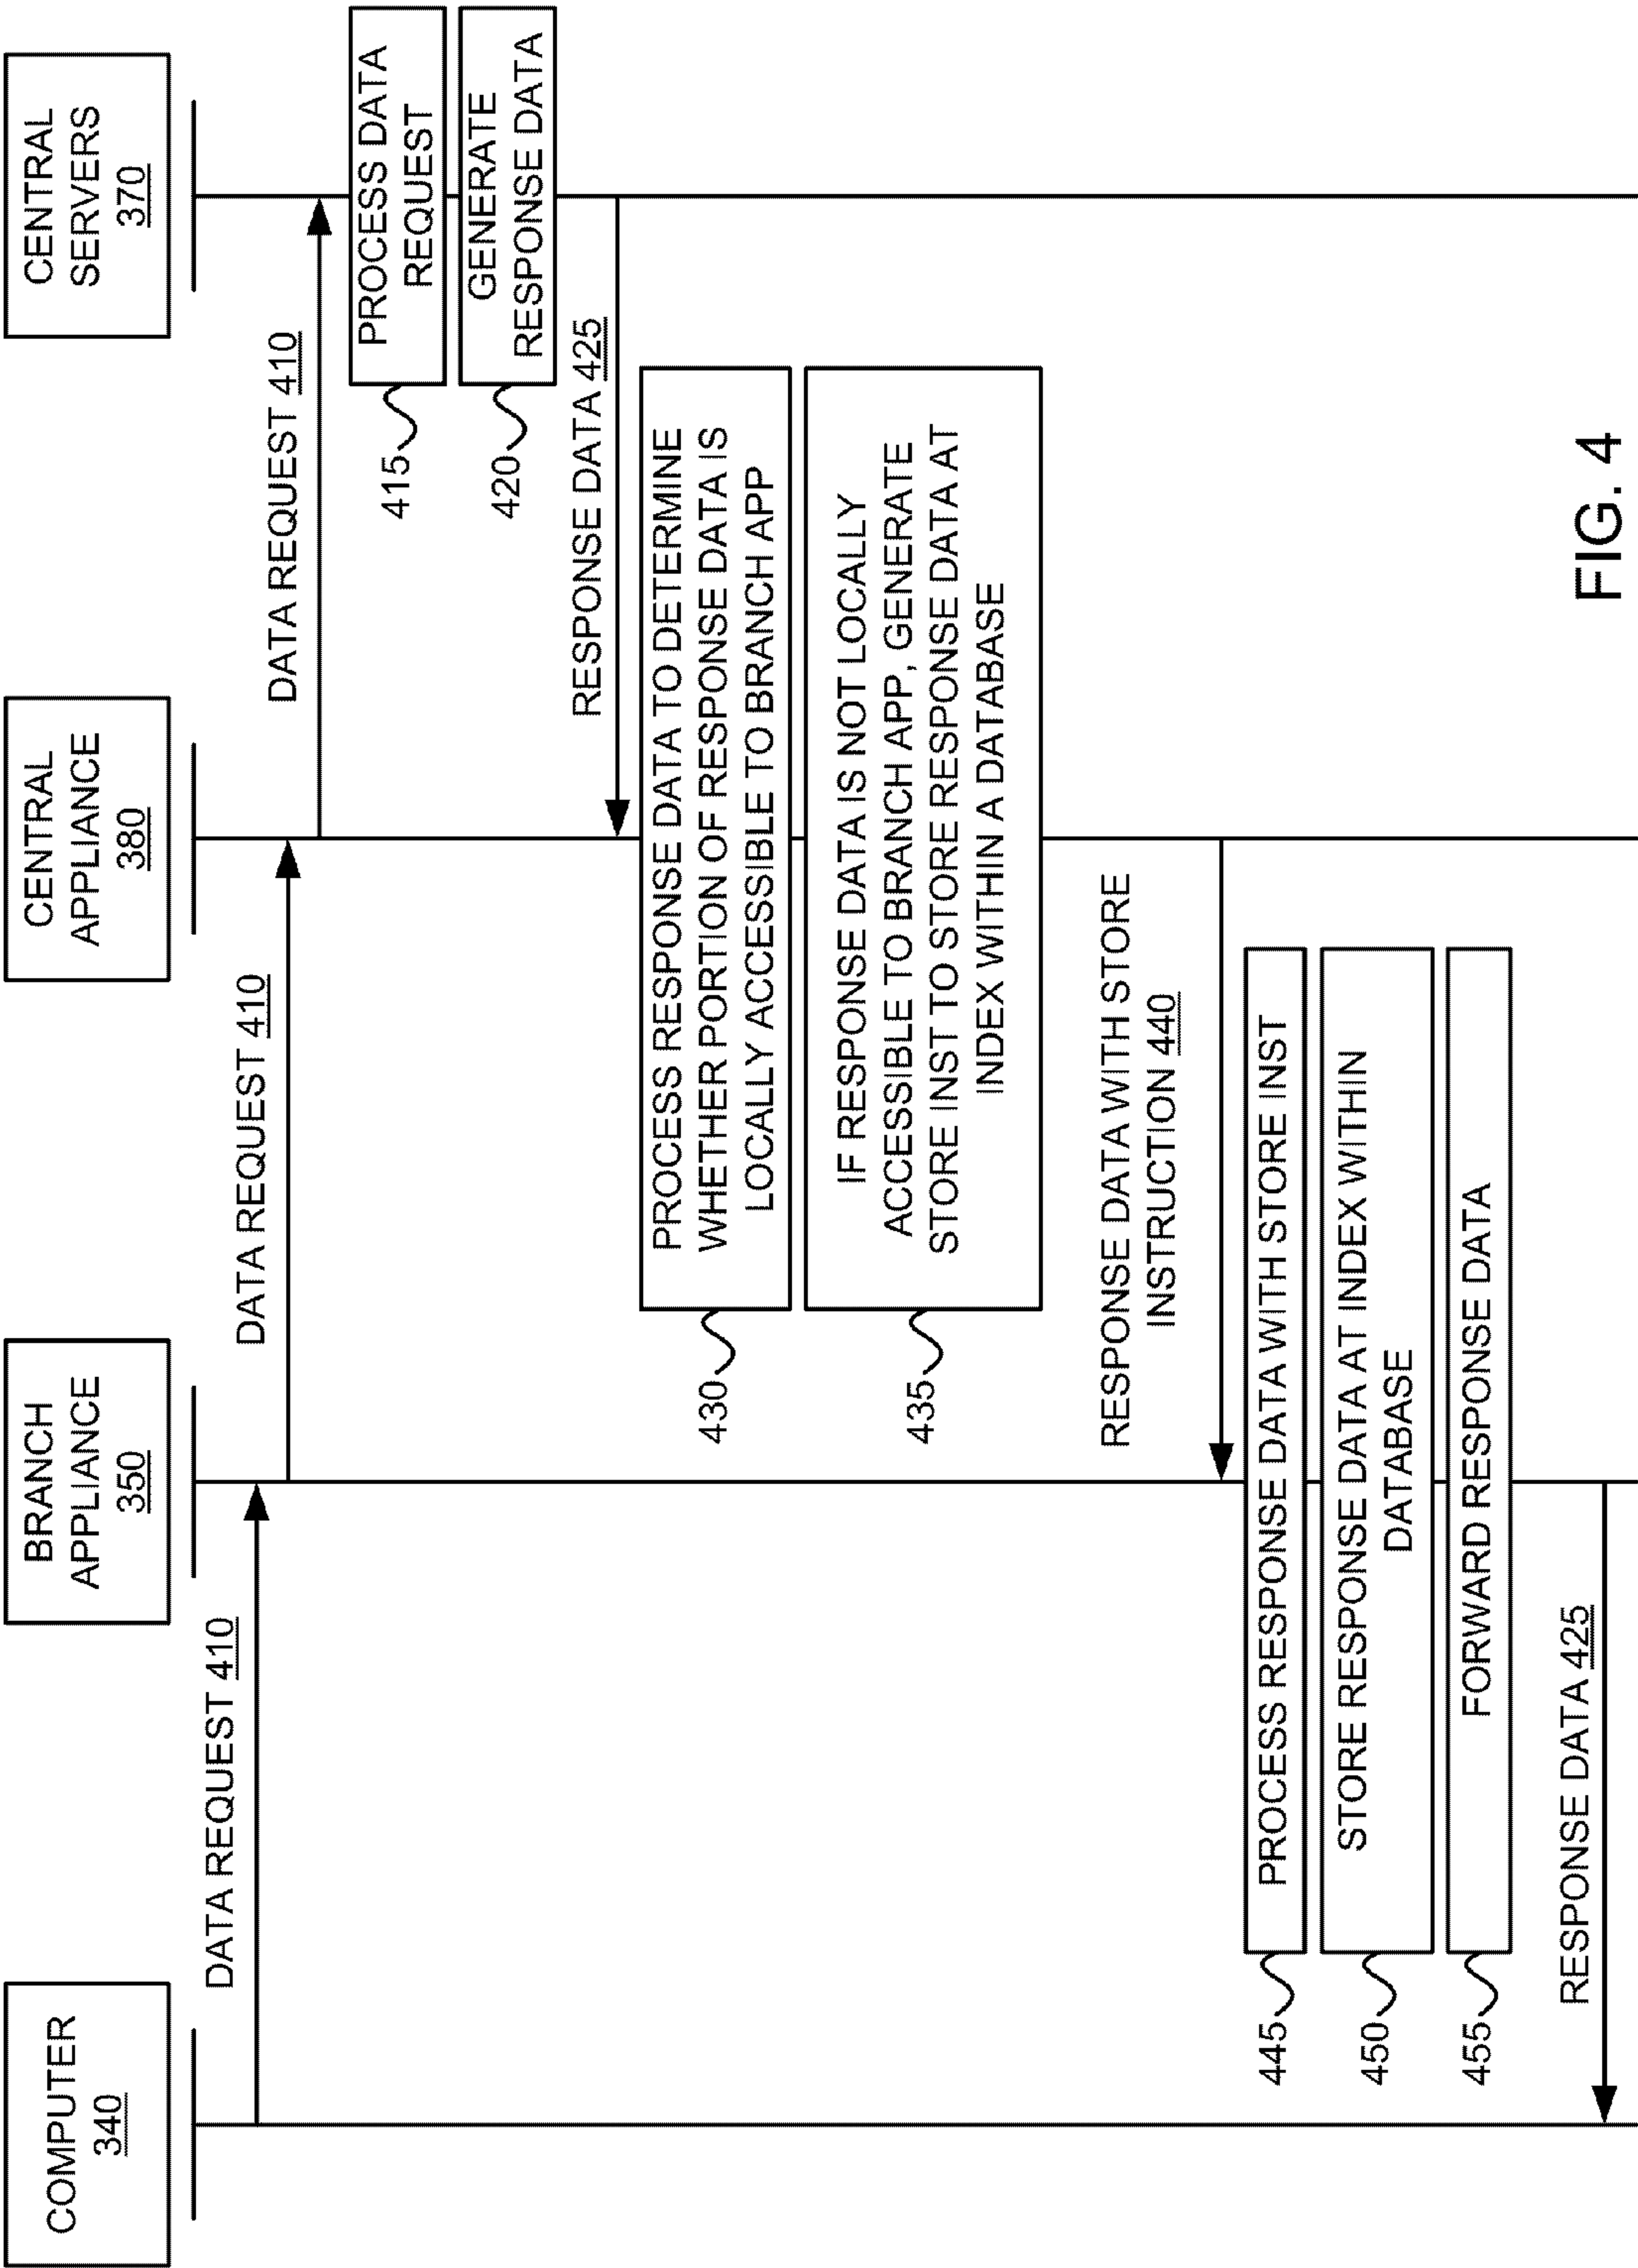 COMPUTER
340
BRANCH
APPLIANCE
350
CENTRAL
APPLIANCE
380
CENTRAL
SERVERS
370
DATA REQUEST 410
DATA REQUEST 410
DATA REQUEST 410
415
PROCESS DATA
REQUEST
420
GENERATE
RESPONSE DATA
RESPONSE DATA 425
430
PROCESS RESPONSE DATA TO DETERMINE
WHETHER PORTION OF RESPONSE DATA IS
LOCALLY ACCESSIBLE TO BRANCH APP
435
IF RESPONSE DATA IS NOT LOCALLY
ACCESSIBLE TO BRANCH APP, GENERATE
STORE INST TO STORE RESPONSE DATA AT
INDEX WITHIN A DATABASE
RESPONSE DATA WITH STORE
INSTRUCTION 440
445
PROCESS RESPONSE DATA WITH STORE INST
450
STORE RESPONSE DATA AT INDEX WITHIN
DATABASE
455
FORWARD RESPONSE DATA
RESPONSE DATA 425
FIG. 4